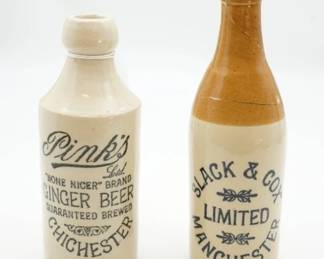 Pink's
Ltd.
"NONE NICER" BRAND
GINGER BEER
GUARANTEED BREWED
CHICHESTER
SLACK & COX
LIMITED
MANCHESTER